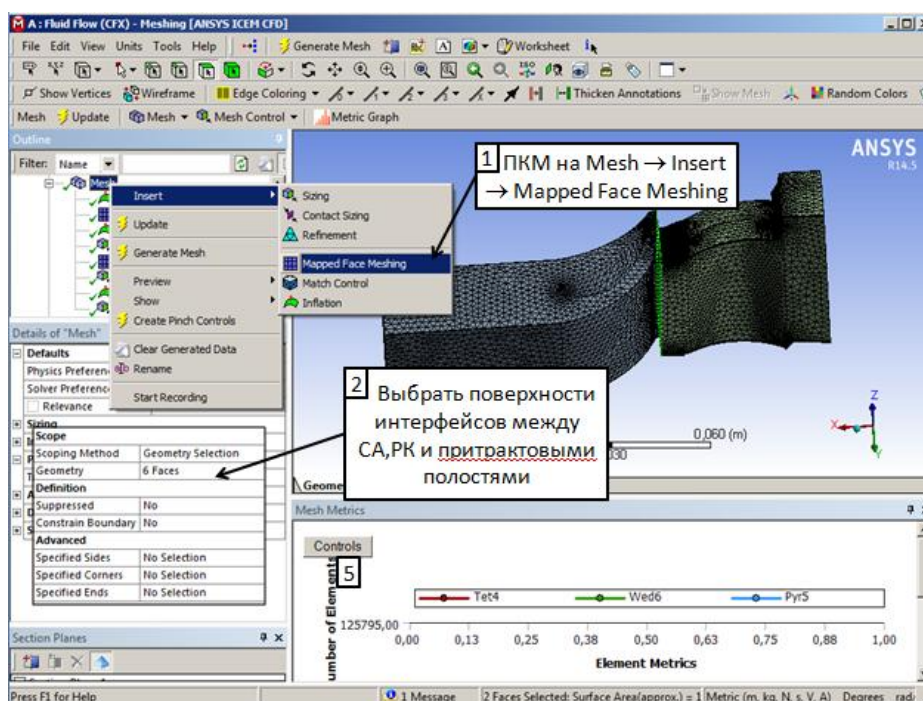 A : Fluid Flow (CFX) - Meshing [ANSYS ICEM CFD]
File Edit View Units Tools Help Generate Mesh A Worksheet
Show Vertices Wireframe Edge Coloring Thicken Annotations Show Mesh Random Colors
Mesh Update Mesh Mesh Control Metric Graph
Outline
Filter: Name
Mesh
Insert
Update
Generate Mesh
Preview
Show
Create Pinch Controls
Clear Generated Data
Rename
Start Recording
Sizing
Contact Sizing
Refinement
Mapped Face Meshing
Match Control
Inflation
1 ПКМ на Mesh → Insert
→ Mapped Face Meshing
ANSYS
R14.5
Details of "Mesh"
Defaults
Physics Preferen
Solver Preferenc
Relevance
Sizing
Scope
Scoping Method Geometry Selection
Geometry 6 Faces
Definition
Suppressed No
Constrain Boundary No
Advanced
Specified Sides No Selection
Specified Corners No Selection
Specified Ends No Selection
2 Выбрать поверхности
интерфейсов между
СА,РК и притрактовыми
полостями
0,060 (m)
030
Z
X
Y
Geome
Mesh Metrics
Controls
5
Tet4 Wed6 Pyr5
umber of Elements
125795,00
0,00 0,13 0,25 0,38 0,50 0,63 0,75 0,88 1,00
Element Metrics
Section Planes
Press F1 for Help 1 Message 2 Faces Selected: Surface Area(approx.) = 1 Metric (m, kg, N, s, V, A) Degrees rad/